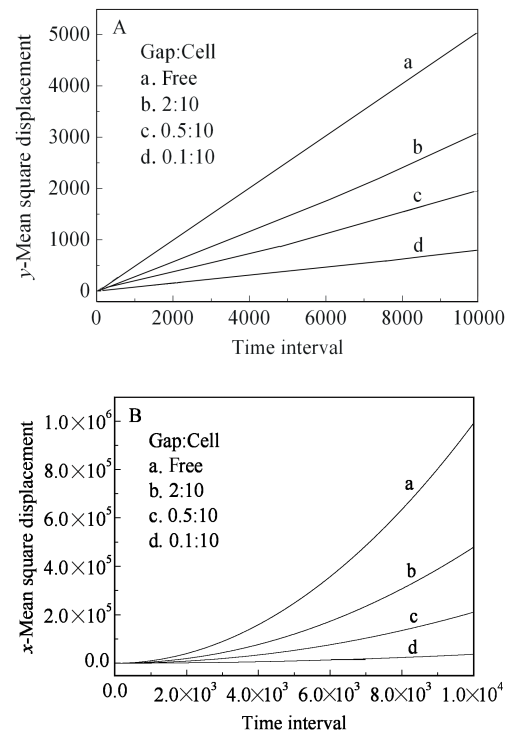 A
Gap:Cell
a. Free
b. 2:10
c. 0.5:10
d. 0.1:10
a
b
c
d
5000
4000
3000
2000
1000
0
y-Mean square displacement
0 2000 4000 6000 8000 10000
Time interval
B
Gap:Cell
a. Free
b. 2:10
c. 0.5:10
d. 0.1:10
a
b
c
d
1.0×10⁶
8.0×10⁵
6.0×10⁵
4.0×10⁵
2.0×10⁵
0.0
x-Mean square displacement
0.0 2.0×10³ 4.0×10³ 6.0×10³ 8.0×10³ 1.0×10⁴
Time interval